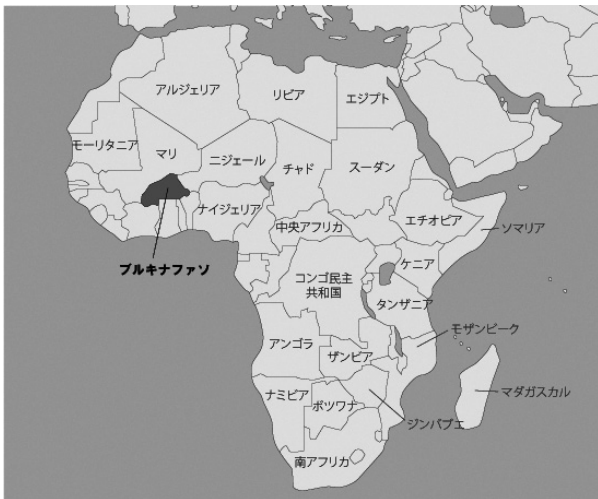 アルジェリア
リビア
エジプト
モーリタニア
マリ
ニジェール
チャド
スーダン
ナイジェリア
エチオピア
中央アフリカ
ソマリア
ブルキナファソ
ケニア
コンゴ民主
共和国
タンザニア
モザンビーク
アンゴラ
ザンビア
マダガスカル
ナミビア
ボツワナ
ジンバブエ
南アフリカ